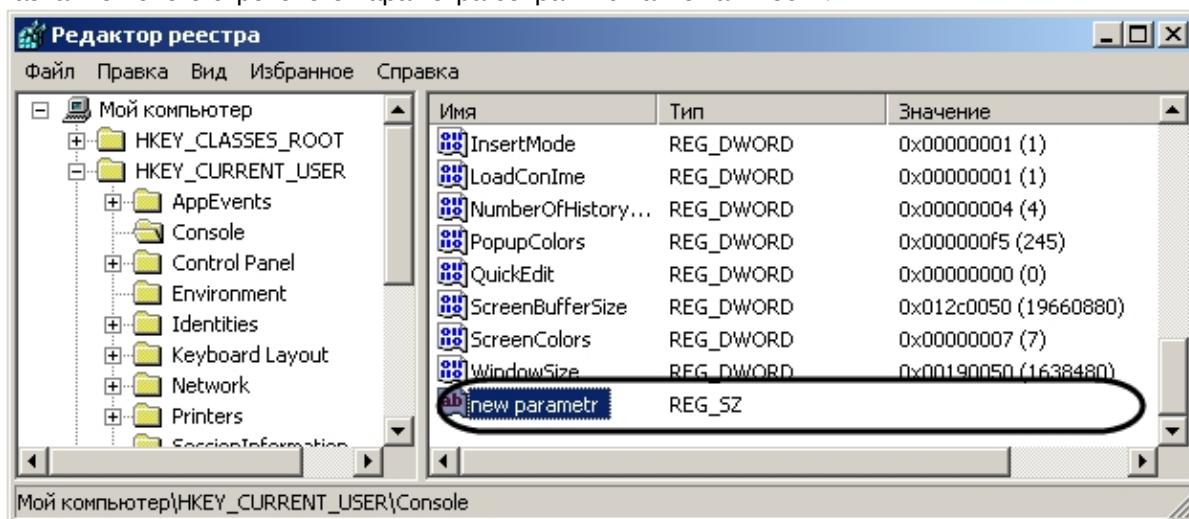 Редактор реестра
Файл Правка Вид Избранное Справка
Мой компьютер
HKEY_CLASSES_ROOT
HKEY_CURRENT_USER
AppEvents
Console
Control Panel
Environment
Identities
Keyboard Layout
Network
Printers
SessionInformation
Имя Тип Значение
InsertMode REG_DWORD 0x00000001 (1)
LoadConIme REG_DWORD 0x00000001 (1)
NumberOfHistory... REG_DWORD 0x00000004 (4)
PopupColors REG_DWORD 0x000000f5 (245)
QuickEdit REG_DWORD 0x00000000 (0)
ScreenBufferSize REG_DWORD 0x012c0050 (19660880)
ScreenColors REG_DWORD 0x00000007 (7)
WindowSize REG_DWORD 0x00190050 (1638480)
new parametr REG_SZ
Мой компьютер\HKEY_CURRENT_USER\Console